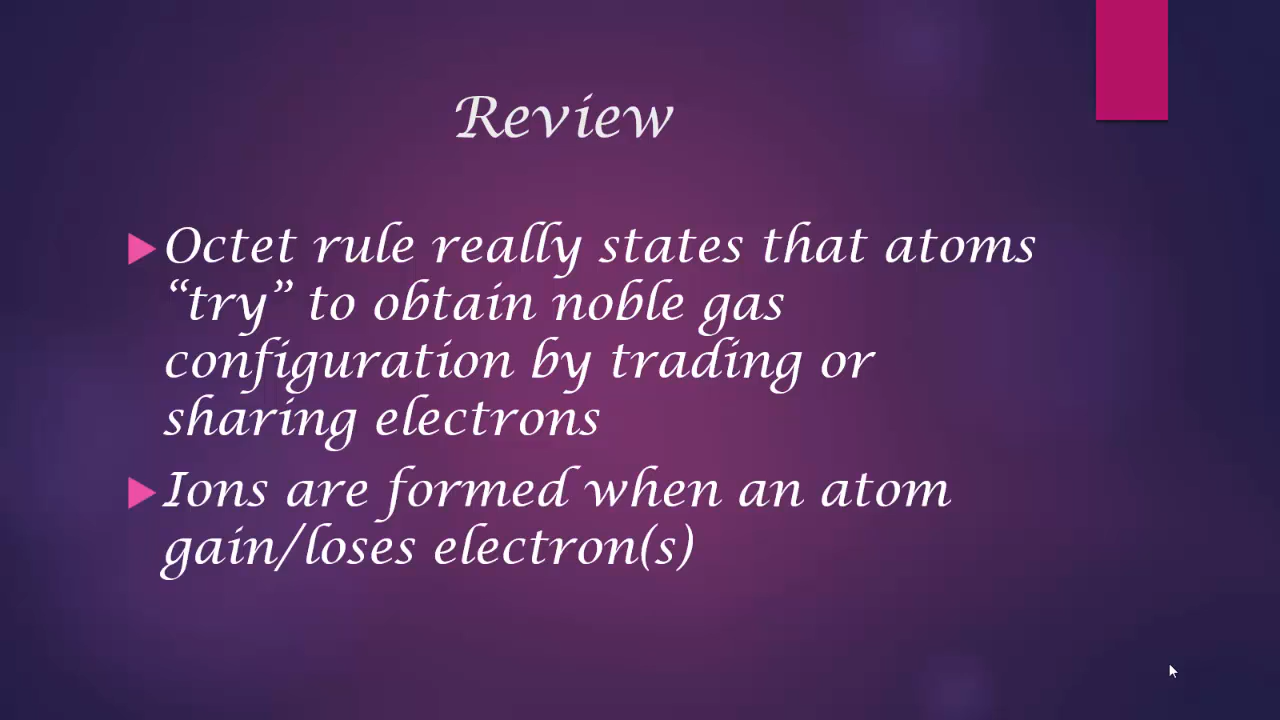 Review
Octet rule really states that atoms
“try” to obtain noble gas
configuration by trading or
sharing electrons
Ions are formed when an atom
gain/loses electron(s)